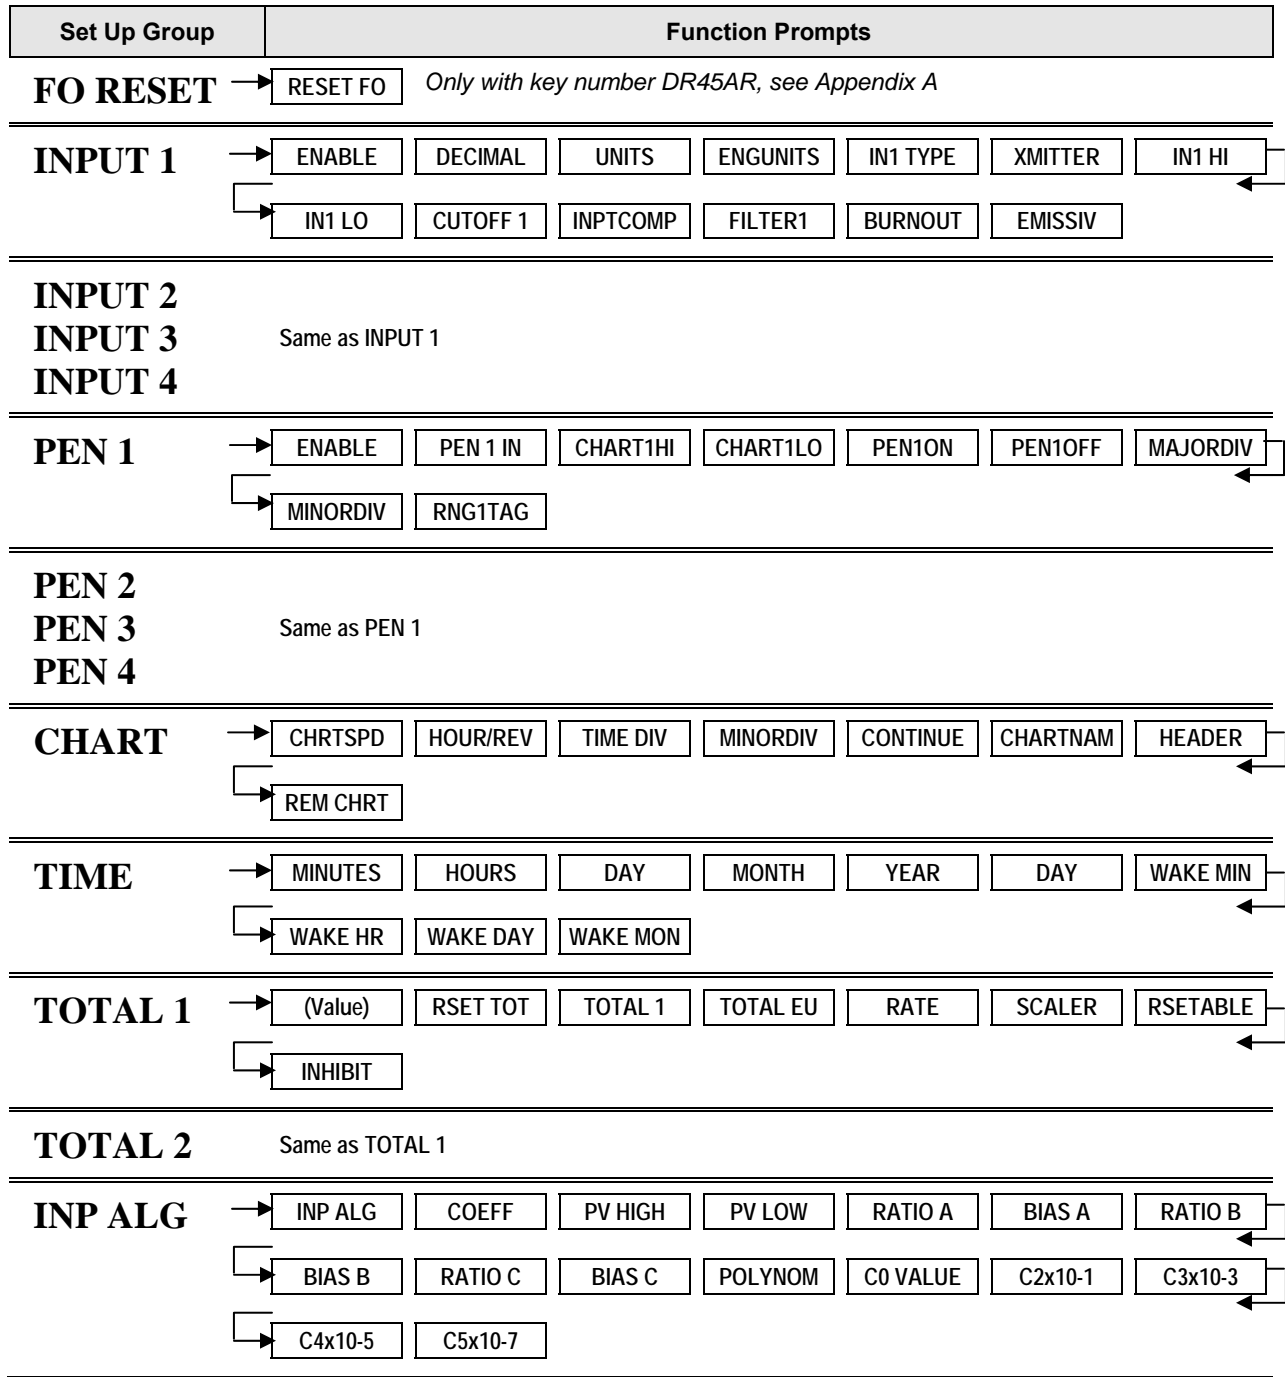 Set Up Group Function Prompts
FO RESET RESET FO Only with key number DR45AR, see Appendix A
INPUT 1 ENABLE DECIMAL UNITS ENGUNITS IN1 TYPE XMITTER IN1 HI
IN1 LO CUTOFF 1 INPTCOMP FILTER1 BURNOUT EMISSIV
INPUT 2
INPUT 3 Same as INPUT 1
INPUT 4
PEN 1 ENABLE PEN 1 IN CHART1HI CHART1LO PEN1ON PEN1OFF MAJORDIV
MINORDIV RNG1TAG
PEN 2
PEN 3 Same as PEN 1
PEN 4
CHART CHRTSPD HOUR/REV TIME DIV MINORDIV CONTINUE CHARTNAM HEADER
REM CHRT
TIME MINUTES HOURS DAY MONTH YEAR DAY WAKE MIN
WAKE HR WAKE DAY WAKE MON
TOTAL 1 (Value) RSET TOT TOTAL 1 TOTAL EU RATE SCALER RSETABLE
INHIBIT
TOTAL 2 Same as TOTAL 1
INP ALG INP ALG COEFF PV HIGH PV LOW RATIO A BIAS A RATIO B
BIAS B RATIO C BIAS C POLYNOM C0 VALUE C2x10-1 C3x10-3
C4x10-5 C5x10-7